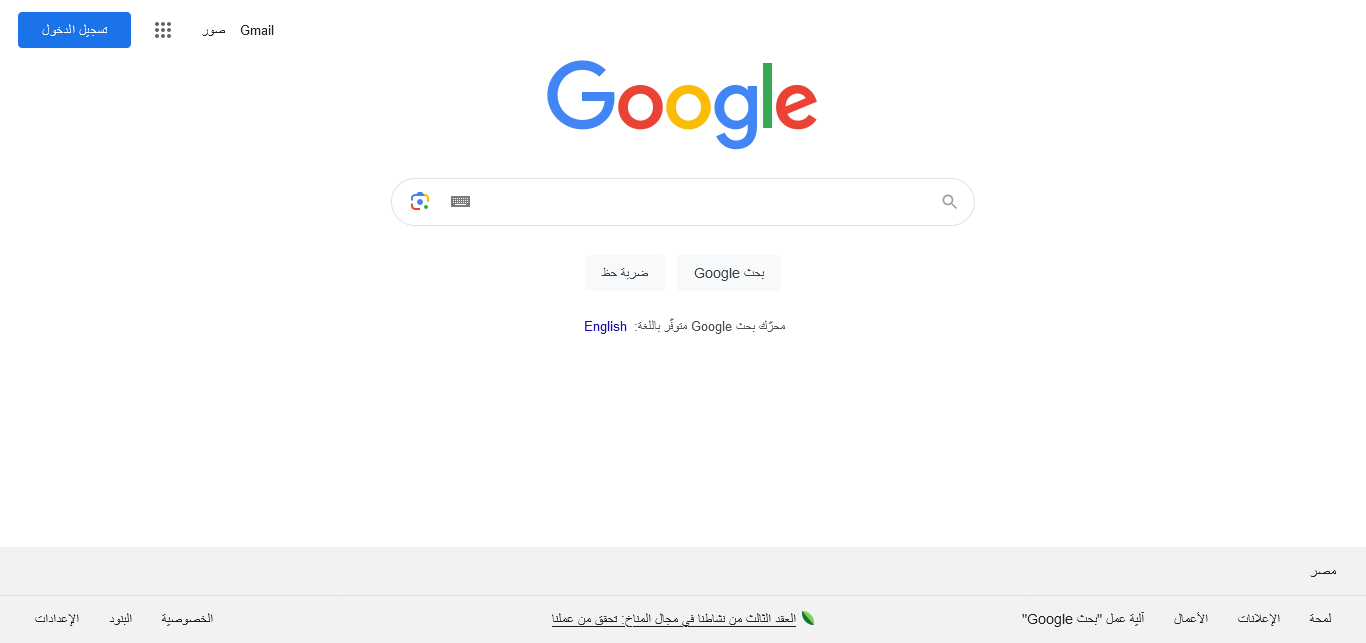 Gmail
صور
تسجيل الدخول
Google
بحث Google
ضربة حظ
محرّك بحث Google متوفّر باللغة: English
مصر
لمحة
الإعلانات
الأعمال
آلية عمل "بحث Google"
العقد الثالث من نشاطنا في مجال المناخ: تحقق من عملنا
الخصوصية
البنود
الإعدادات